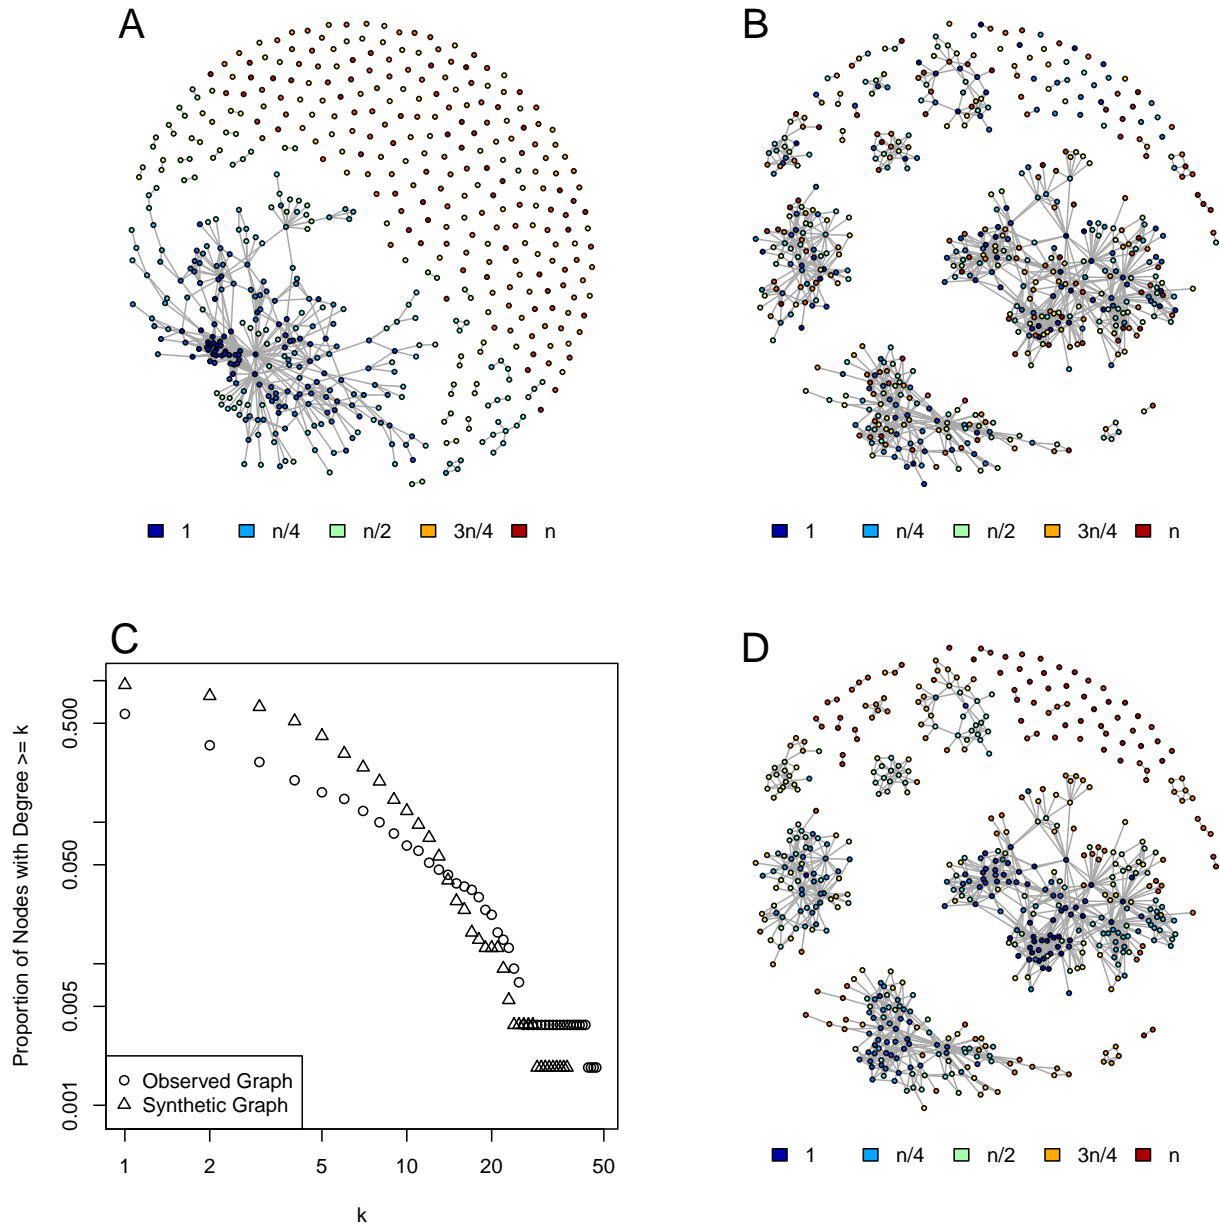 A
B
1 n/4 n/2 3n/4 n
1 n/4 n/2 3n/4 n
C
D
Proportion of Nodes with Degree >= k
0.500
0.050
0.005
0.001
Observed Graph
Synthetic Graph
1 2 5 10 20 50
k
1 n/4 n/2 3n/4 n